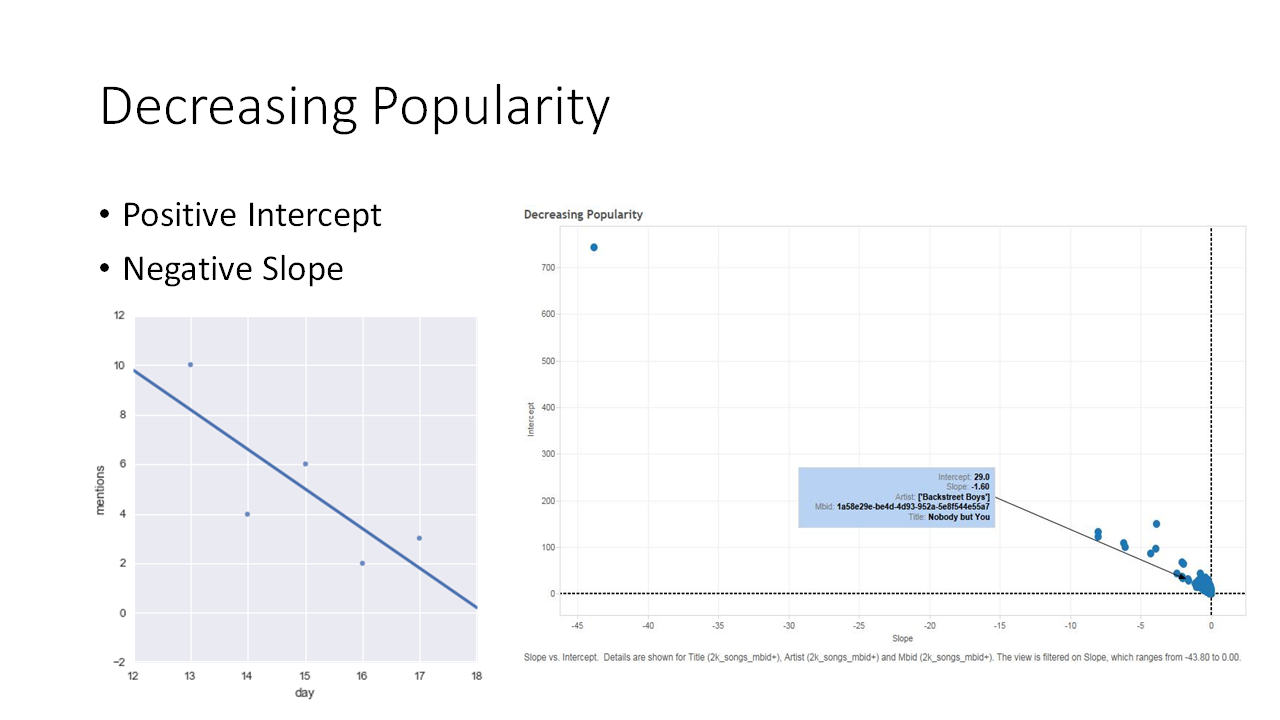 Decreasing Popularity
• Positive Intercept
• Negative Slope
12
10
8
6
4
2
0
−2
mentions
12 13 14 15 16 17 18
day
Decreasing Popularity
700
600
500
400
300
200
100
0
Intercept
Intercept: 29.0
Slope: -1.60
Artist: ['Backstreet Boys']
Mbid: 1a58e29e-be4d-4d93-952a-5e8f544e55a7
Title: Nobody but You
-45 -40 -35 -30 -25 -20 -15 -10 -5 0
Slope
Slope vs. Intercept. Details are shown for Title (2k_songs_mbid+), Artist (2k_songs_mbid+) and Mbid (2k_songs_mbid+). The view is filtered on Slope, which ranges from -43.80 to 0.00.